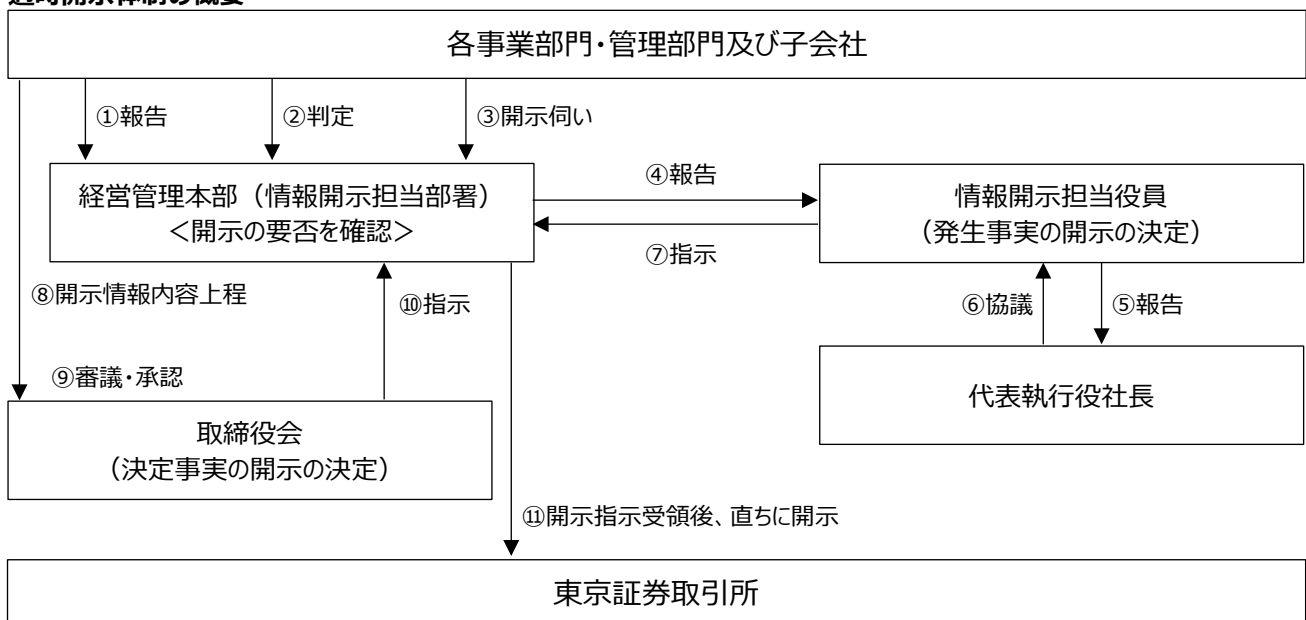 適時開示体制の概要
各事業部門・管理部門及び子会社
①報告
②判定
③開示伺い
経営管理本部（情報開示担当部署）
＜開示の要否を確認＞
④報告
⑦指示
情報開示担当役員
（発生事実の開示の決定）
⑧開示情報内容上程
⑩指示
⑥協議
⑤報告
⑨審議・承認
代表執行役社長
取締役会
（決定事実の開示の決定）
⑪開示指示受領後、直ちに開示
東京証券取引所